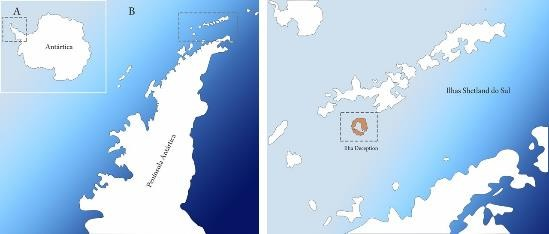 A
B
Antártica
Península Antártica
Ilhas Shetland do Sul
Ilha Deception